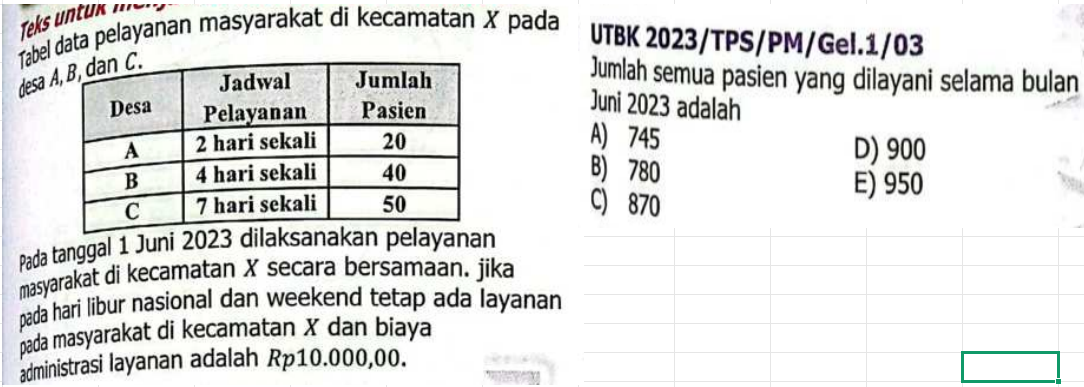 Teks untuk
Tabel data pelayanan masyarakat di kecamatan X pada
desa A, B, dan C.
Desa Jadwal Pelayanan Jumlah Pasien
A 2 hari sekali 20
B 4 hari sekali 40
C 7 hari sekali 50
Pada tanggal 1 Juni 2023 dilaksanakan pelayanan
masyarakat di kecamatan X secara bersamaan. jika
pada hari libur nasional dan weekend tetap ada layanan
pada masyarakat di kecamatan X dan biaya
administrasi layanan adalah Rp10.000,00.
UTBK 2023/TPS/PM/Gel.1/03
Jumlah semua pasien yang dilayani selama bulan
Juni 2023 adalah
A) 745
B) 780
C) 870
D) 900
E) 950